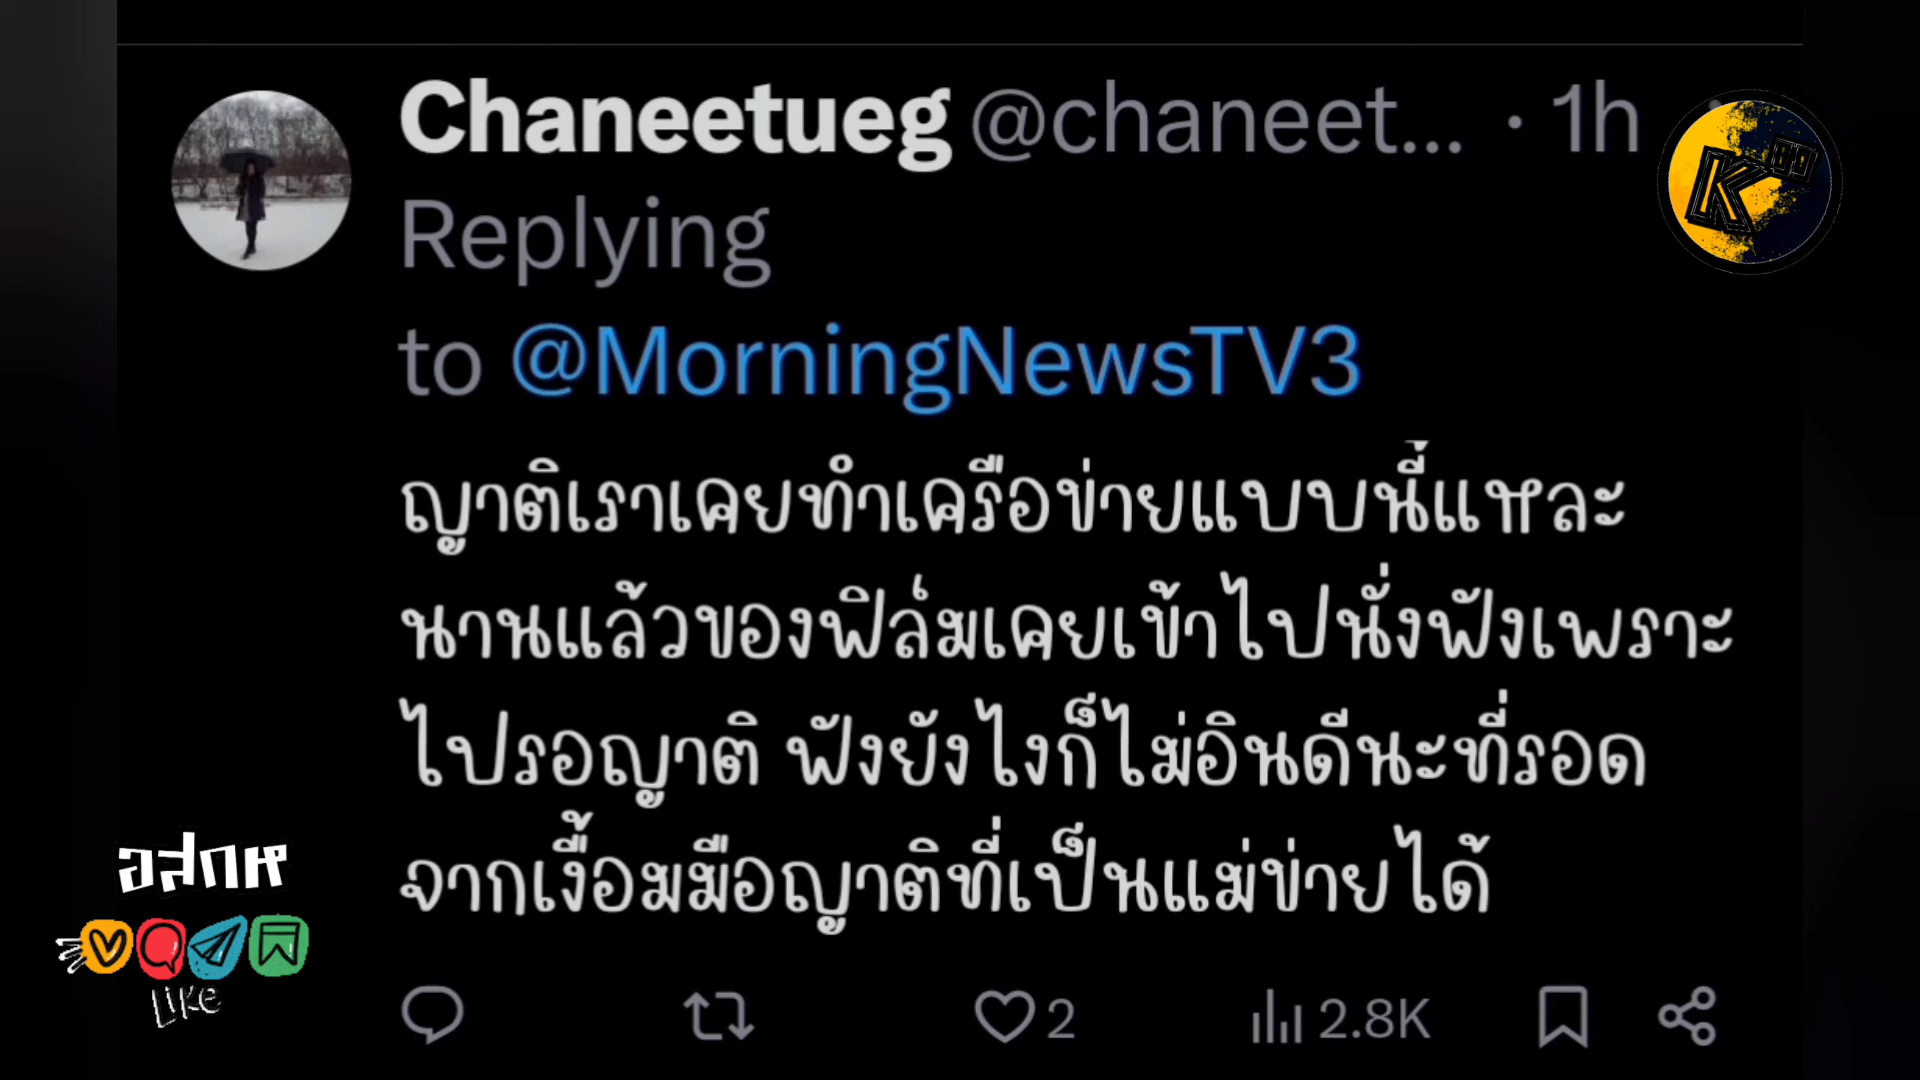 Chaneetueg @chaneet... · 1h
Replying
to @MorningNewsTV3
ญาติเราเคยทำเครือข่ายแบบนี้แหละ
นานแล้วของฟิล์มเคยเข้าไปนั่งฟังเพราะ
ไปรอญาติ ฟังยังไงก็ไม่อินดีนะที่รอด
จากเงื้อมมือญาติที่เป็นแม่ข่ายได้
2 2.8K
อสกห
LIKE